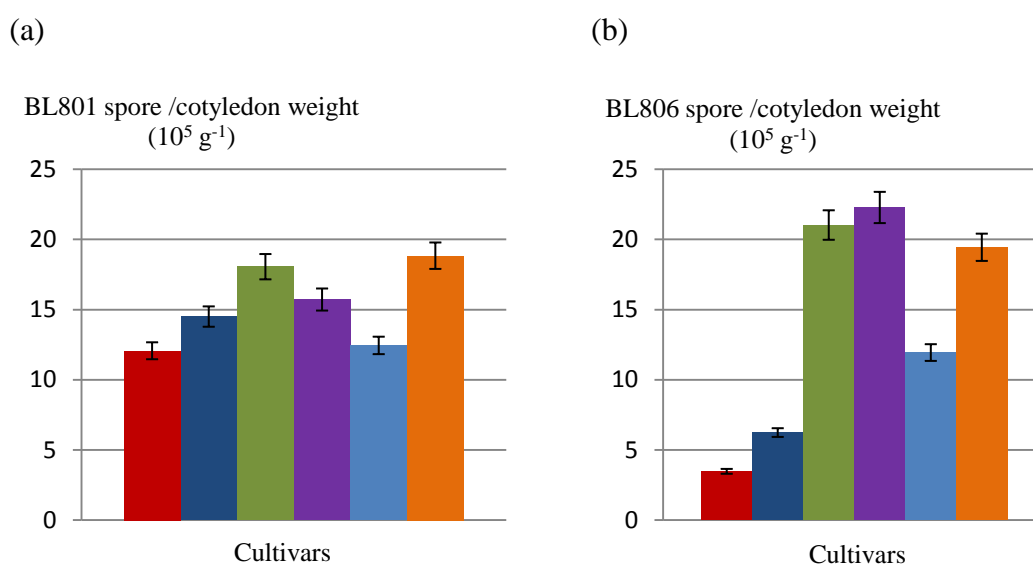 (a)
BL801 spore /cotyledon weight
(10⁵ g⁻¹)
25
20
15
10
5
0
Cultivars
(b)
BL806 spore /cotyledon weight
(10⁵ g⁻¹)
25
20
15
10
5
0
Cultivars